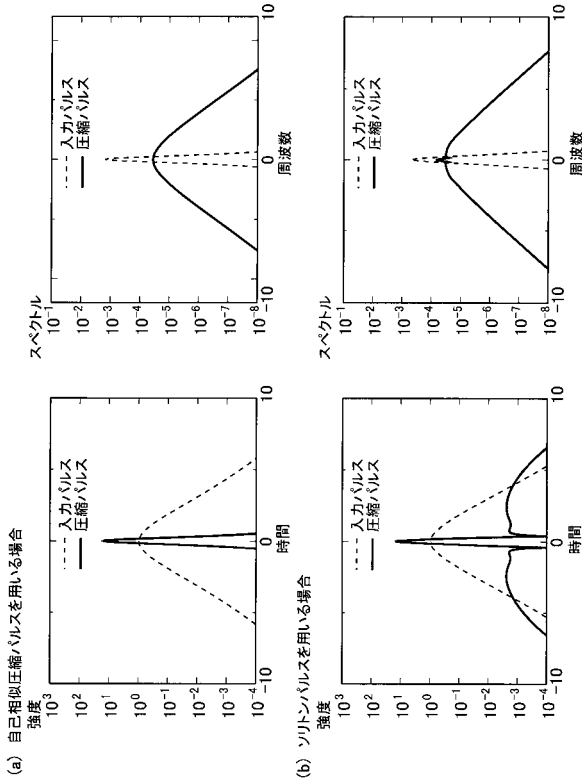 (a) 自己相似圧縮パルスを用いる場合
強度
10³
10²
10¹
10⁰
10⁻¹
10⁻²
10⁻³
10⁻⁴
入力パルス
圧縮パルス
-10
0
10
時間
スペクトル
10⁻¹
10⁻²
10⁻³
10⁻⁴
10⁻⁵
10⁻⁶
10⁻⁷
10⁻⁸
入力パルス
圧縮パルス
-10
0
10
周波数
(b) ソリトンパルスを用いる場合
強度
10³
10²
10¹
10⁰
10⁻¹
10⁻²
10⁻³
10⁻⁴
入力パルス
圧縮パルス
-10
0
10
時間
スペクトル
10⁻¹
10⁻²
10⁻³
10⁻⁴
10⁻⁵
10⁻⁶
10⁻⁷
10⁻⁸
入力パルス
圧縮パルス
-10
0
10
周波数